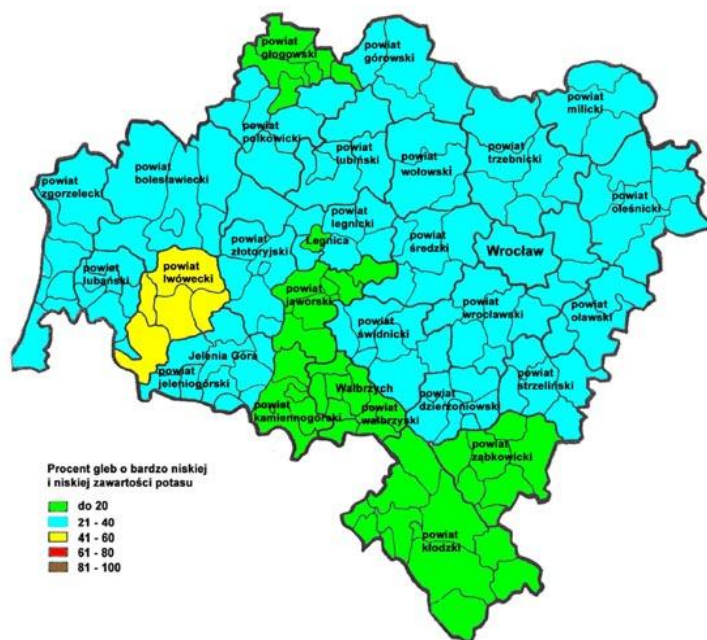 powiat
głogowski
powiat
górowski
powiat
milicki
powiat
polkowicki
powiat
lubiński
powiat
wołowski
powiat
trzebnicki
powiat
zgorzelecki
powiat
bolesławiecki
powiat
oleśnicki
powiat
legnicki
Legnica
powiat
złotoryjski
powiat
średzki
Wrocław
powiat
lubański
powiat
lwówecki
powiat
jaworski
powiat
wrocławski
powiat
oławski
powiat
świdnicki
Jelenia Góra
powiat
jeleniogórski
Wałbrzych
powiat
kamiennogórski
powiat
wałbrzyski
powiat
dzierżoniowski
powiat
strzeliński
powiat
ząbkowicki
powiat
kłodzki
Procent gleb o bardzo niskiej
i niskiej zawartości potasu
do 20
21 - 40
41 - 60
61 - 80
81 - 100